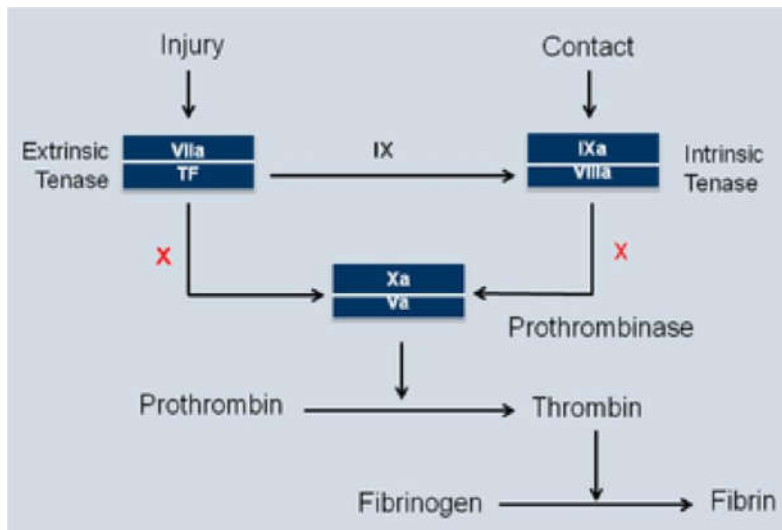 Injury
Contact
Extrinsic
Tenase
VIIa
TF
IX
IXa
VIIIa
Intrinsic
Tenase
X
X
Xa
Va
Prothrombinase
Prothrombin
Thrombin
Fibrinogen
Fibrin